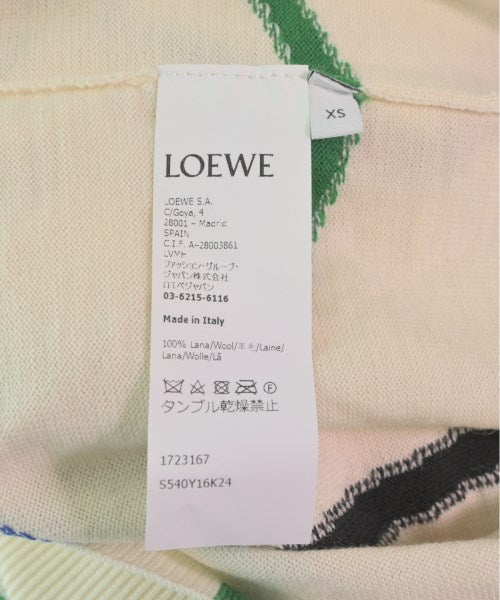 XS
LOEWE
LOEWE S.A.
C/Goya, 4
28001 – Madrid
SPAIN
C.I.F. A-28003861
LVMH
ファッション・グループ・
ジャパン株式会社
ロエベジャパン
03-6215-6116
Made in Italy
100% Lana/Wool/羊毛/Laine/
Lana/Wolle/Lã
P
タンブル乾燥禁止
1723167
S540Y16K24